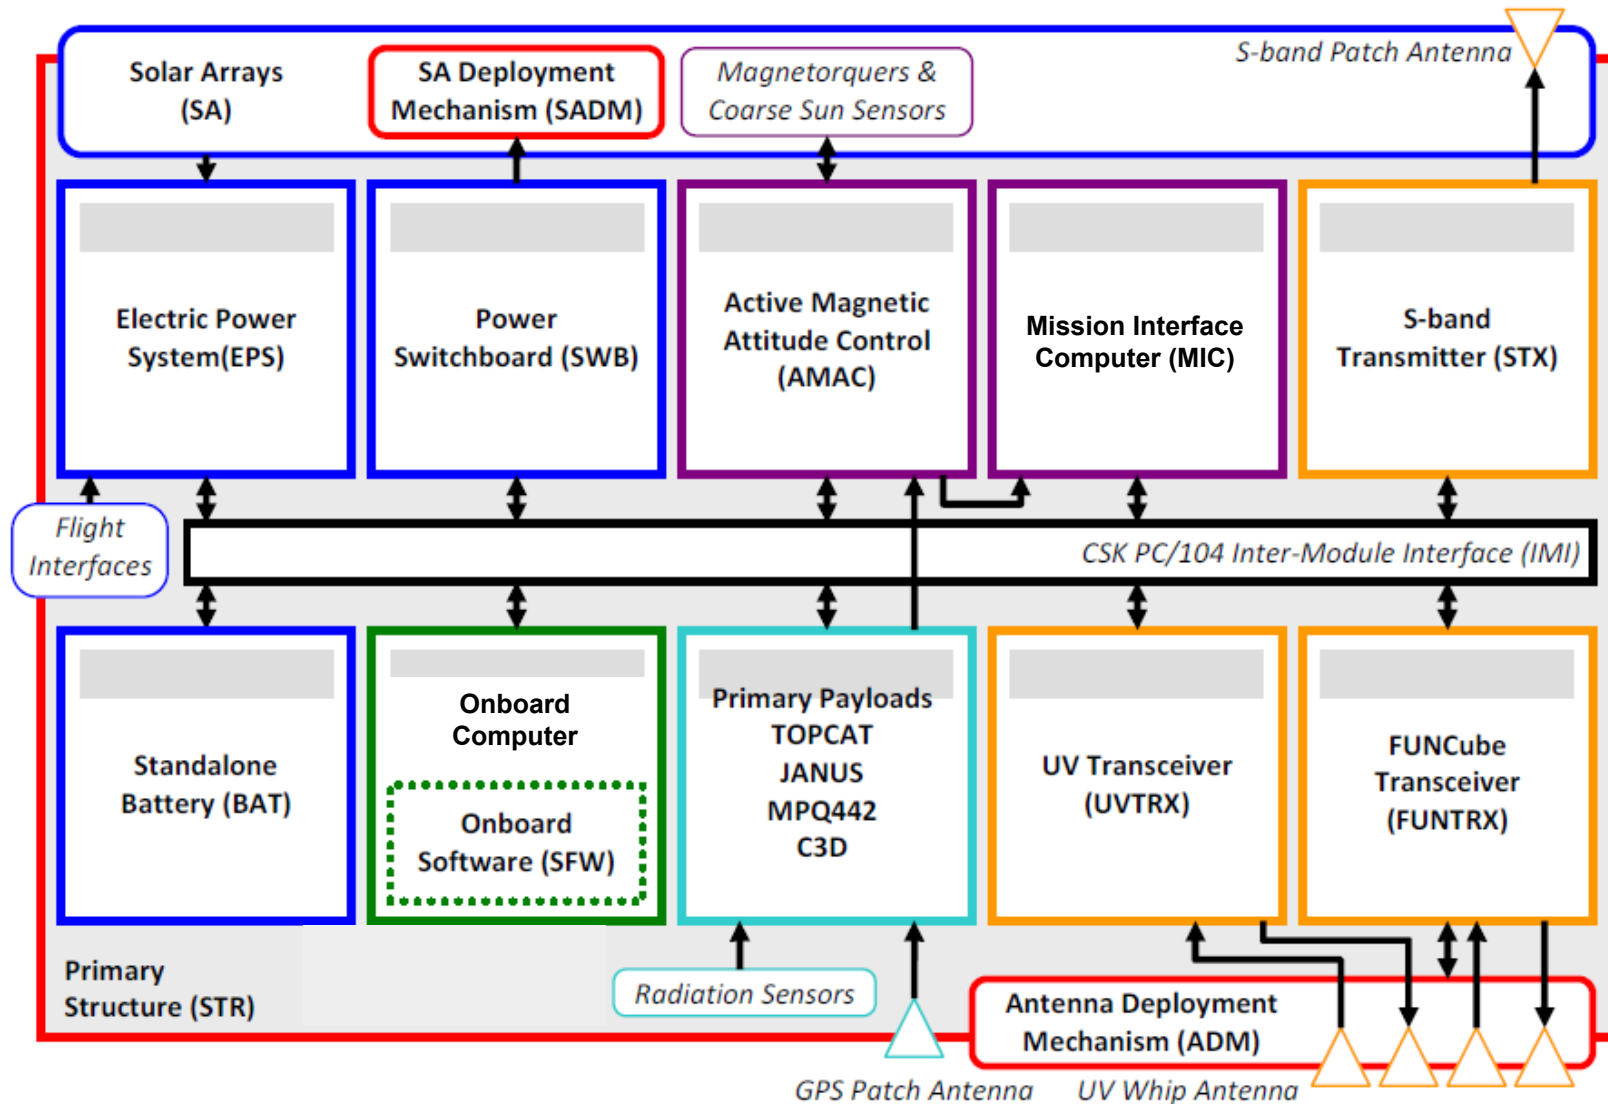 Solar Arrays
(SA)
SA Deployment
Mechanism (SADM)
Magnetorquers &
Coarse Sun Sensors
S-band Patch Antenna
Electric Power
System(EPS)
Power
Switchboard (SWB)
Active Magnetic
Attitude Control
(AMAC)
Mission Interface
Computer (MIC)
S-band
Transmitter (STX)
Flight
Interfaces
CSK PC/104 Inter-Module Interface (IMI)
Standalone
Battery (BAT)
Onboard
Computer
Onboard
Software (SFW)
Primary Payloads
TOPCAT
JANUS
MPQ442
C3D
UV Transceiver
(UVTRX)
FUNCube
Transceiver
(FUNTRX)
Primary
Structure (STR)
Radiation Sensors
Antenna Deployment
Mechanism (ADM)
GPS Patch Antenna
UV Whip Antenna